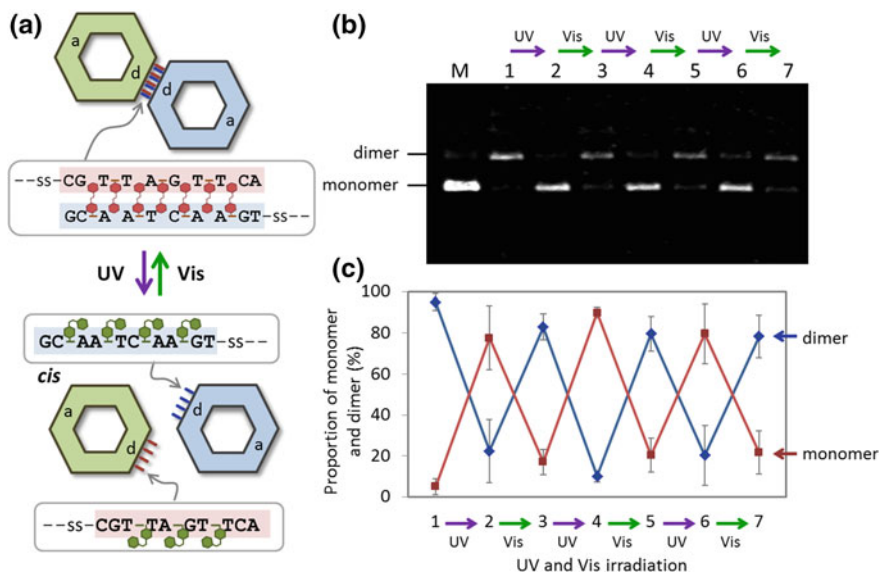 (a)
a
d
d
a
--ss-CG-T-T-A-G-T-T-CA
GC-A-A-T-C-A-A-GT-ss--
UV
Vis
GC-AA-TC-AA-GT-ss--
cis
a
d
d
a
--ss-CGT-TA-GT-TCA
(b)
UV Vis UV Vis UV Vis
M 1 2 3 4 5 6 7
dimer
monomer
(c)
Proportion of monomer and dimer (%)
100
80
60
40
20
0
dimer
monomer
1 2 3 4 5 6 7
UV Vis UV Vis UV Vis
UV and Vis irradiation